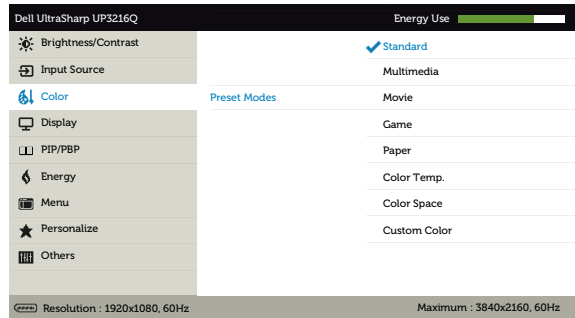 Dell UltraSharp UP3216Q Energy Use
Brightness/Contrast Standard
Input Source Multimedia
Color Preset Modes Movie
Display Game
PIP/PBP Paper
Energy Color Temp.
Menu Color Space
Personalize Custom Color
Others
Resolution : 1920x1080, 60Hz Maximum : 3840x2160, 60Hz